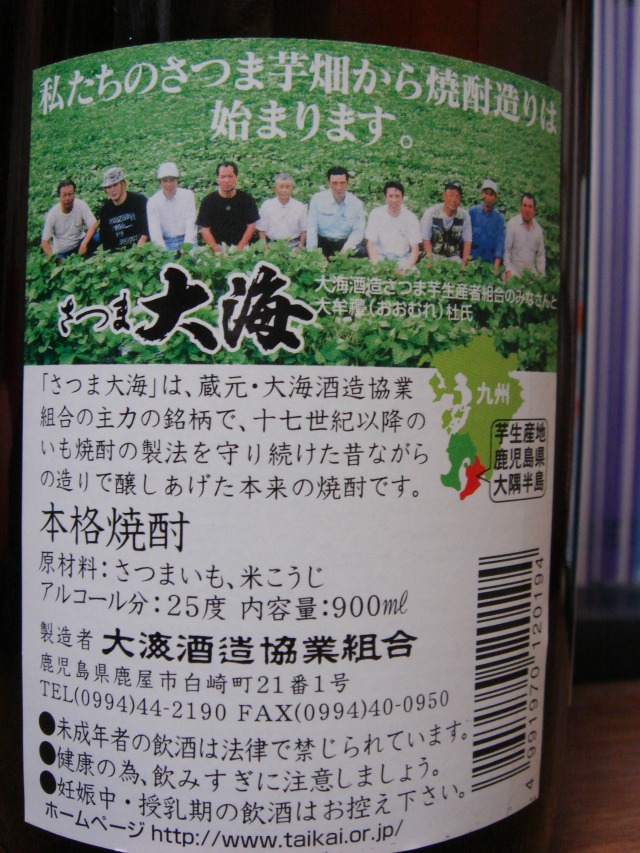 私たちのさつま芋畑から焼酎造りは
始まります。
大海酒造さつま芋生産者組合のみなさんと
大牟禮(おおむれ)杜氏
さつま大海
「さつま大海」は、蔵元・大海酒造協業
組合の主力の銘柄で、十七世紀以降の
いも焼酎の製法を守り続けた昔ながら
の造りで醸しあげた本来の焼酎です。
九州
芋生産地
鹿児島県
大隅半島
本格焼酎
原材料:さつまいも、米こうじ
アルコール分:25度 内容量:900ml
製造者 大海酒造協業組合
鹿児島県鹿屋市白崎町21番1号
TEL(0994)44-2190 FAX(0994)40-0950
●未成年者の飲酒は法律で禁じられています。
●健康の為、飲みすぎに注意しましょう。
●妊娠中・授乳期の飲酒はお控え下さい。
ホームページ http://www.taikai.or.jp/
4 991970 120194